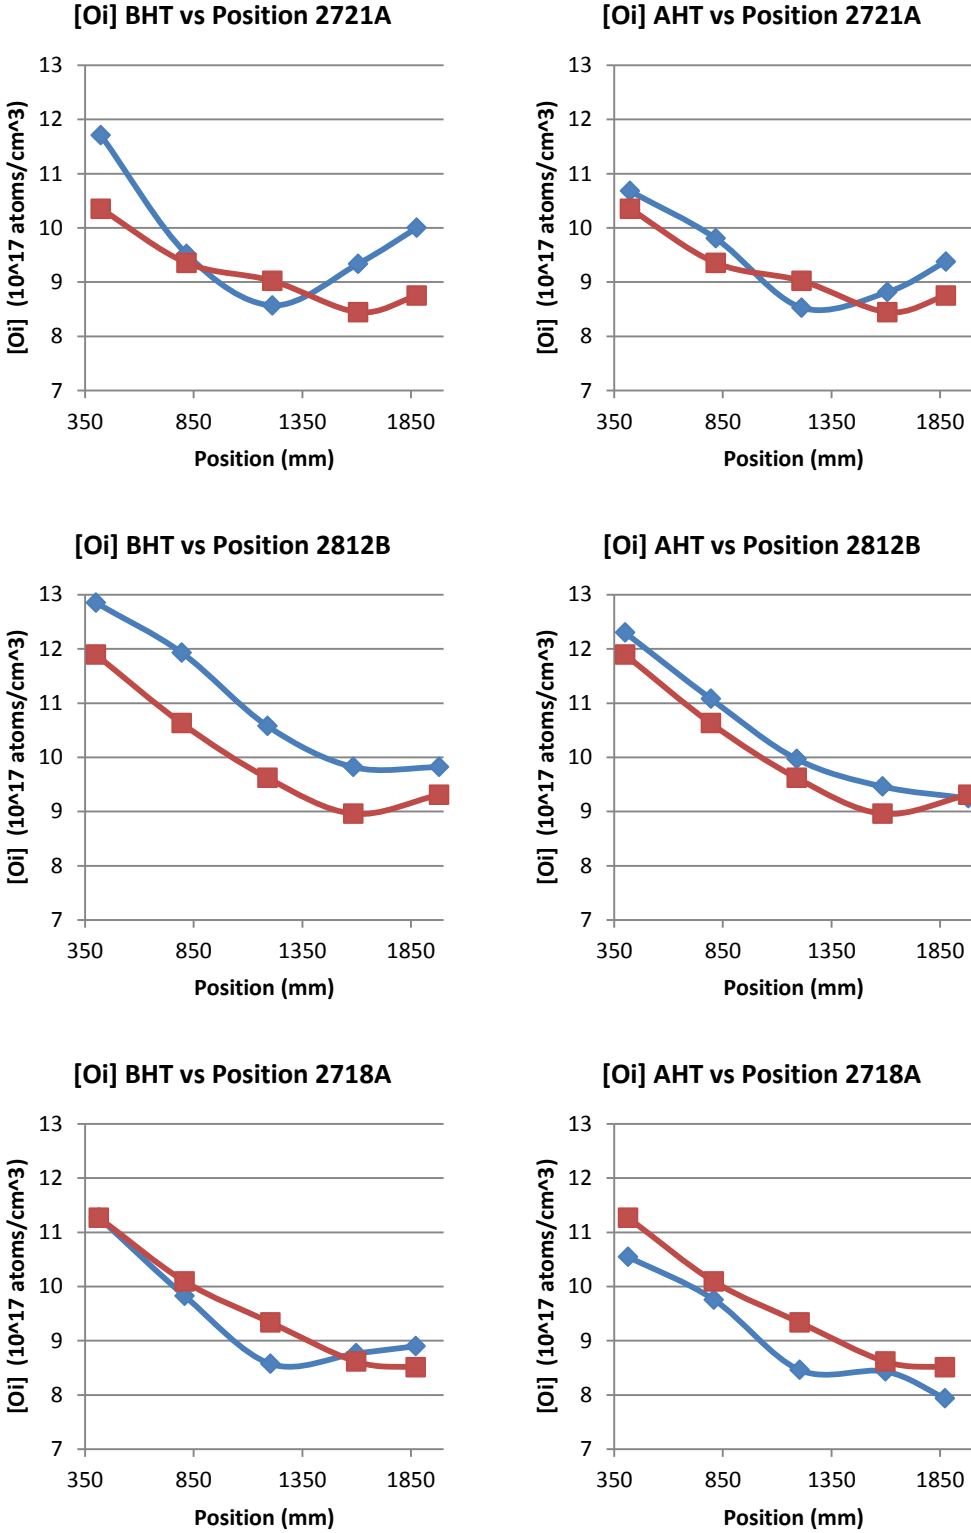 [Oi] BHT vs Position 2721A
[Oi] (10^17 atoms/cm^3)
13
12
11
10
9
8
7
350 850 1350 1850
Position (mm)
[Oi] AHT vs Position 2721A
[Oi] (10^17 atoms/cm^3)
13
12
11
10
9
8
7
350 850 1350 1850
Position (mm)
[Oi] BHT vs Position 2812B
[Oi] (10^17 atoms/cm^3)
13
12
11
10
9
8
7
350 850 1350 1850
Position (mm)
[Oi] AHT vs Position 2812B
[Oi] (10^17 atoms/cm^3)
13
12
11
10
9
8
7
350 850 1350 1850
Position (mm)
[Oi] BHT vs Position 2718A
[Oi] (10^17 atoms/cm^3)
13
12
11
10
9
8
7
350 850 1350 1850
Position (mm)
[Oi] AHT vs Position 2718A
[Oi] (10^17 atoms/cm^3)
13
12
11
10
9
8
7
350 850 1350 1850
Position (mm)